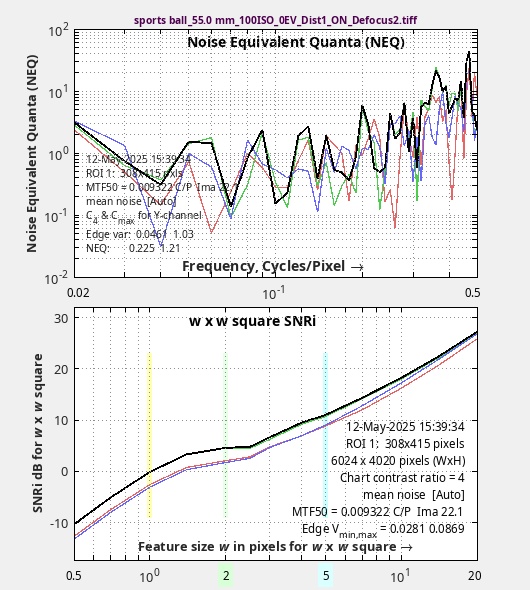 sports ball_55.0 mm_100ISO_0EV_Dist1_ON_Defocus2.tiff
Noise Equivalent Quanta (NEQ)
Noise Equivalent Quanta (NEQ)
10²
10¹
10⁰
10⁻¹
10⁻²
12-May-2025 15:39:34
ROI 1: 308x415 pixels
MTF50 = 0.009322 C/P Ima 22.1
mean noise [Auto]
C₄ & Cmax for Y-channel
Edge var: 0.0461 1.03
NEQ: 0.225 1.21
Frequency, Cycles/Pixel →
0.02 10⁻¹ 0.5
w x w square SNRi
SNRi dB for w x w square
30
20
10
0
-10
12-May-2025 15:39:34
ROI 1: 308x415 pixels
6024 x 4020 pixels (WxH)
Chart contrast ratio = 4
mean noise [Auto]
MTF50 = 0.009322 C/P Ima 22.1
Edge Vmin,max = 0.0281 0.0869
Feature size w in pixels for w x w square →
0.5 10⁰ 2 5 10¹ 20